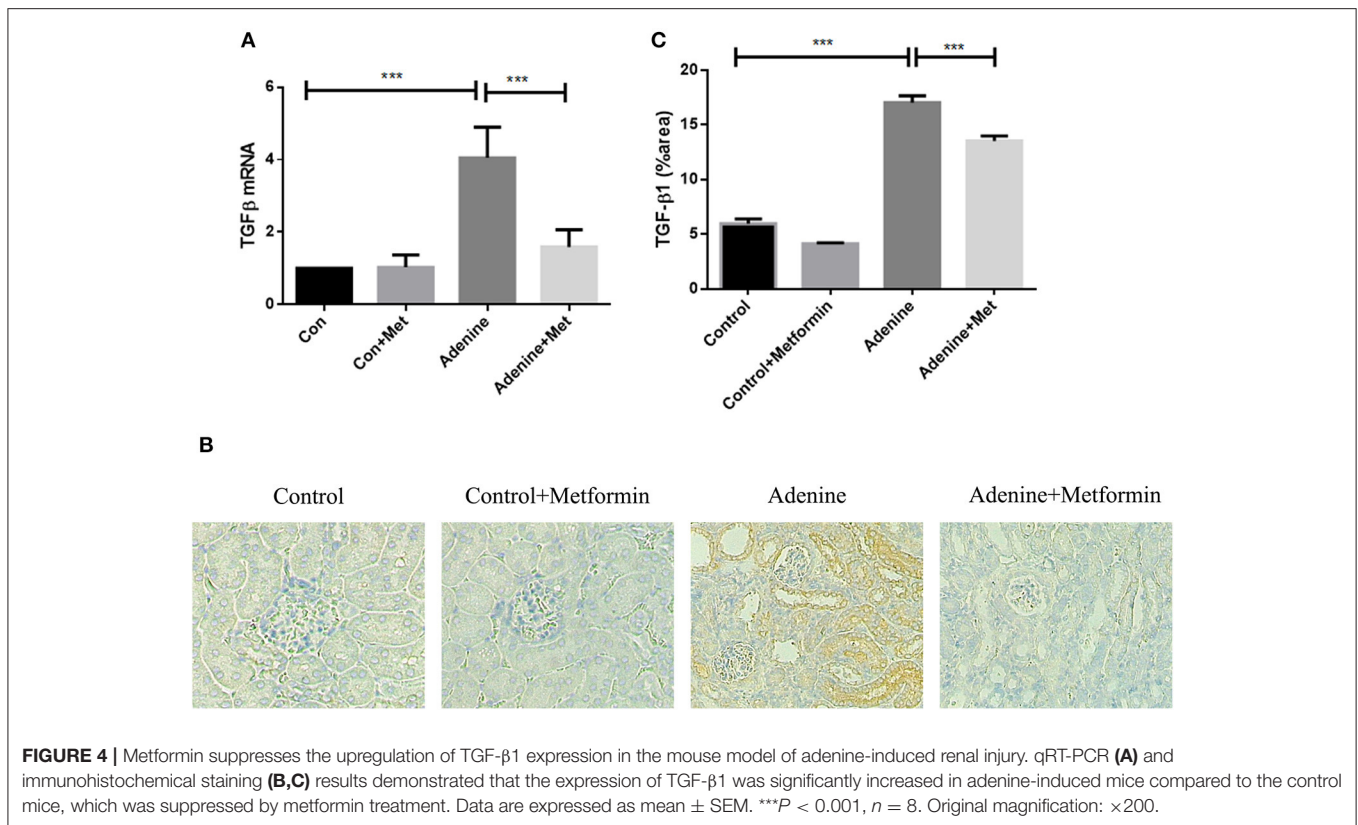 A
***
***
6
4
2
0
TGFβ mRNA
Con
Con+Met
Adenine
Adenine+Met
C
***
***
20
15
10
5
0
TGF-β1 (%area)
Control
Control+Metformin
Adenine
Adenine+Met
B
Control
Control+Metformin
Adenine
Adenine+Metformin
FIGURE 4 | Metformin suppresses the upregulation of TGF-β1 expression in the mouse model of adenine-induced renal injury. qRT-PCR (A) and
immunohistochemical staining (B,C) results demonstrated that the expression of TGF-β1 was significantly increased in adenine-induced mice compared to the control
mice, which was suppressed by metformin treatment. Data are expressed as mean ± SEM. ***P < 0.001, n = 8. Original magnification: ×200.